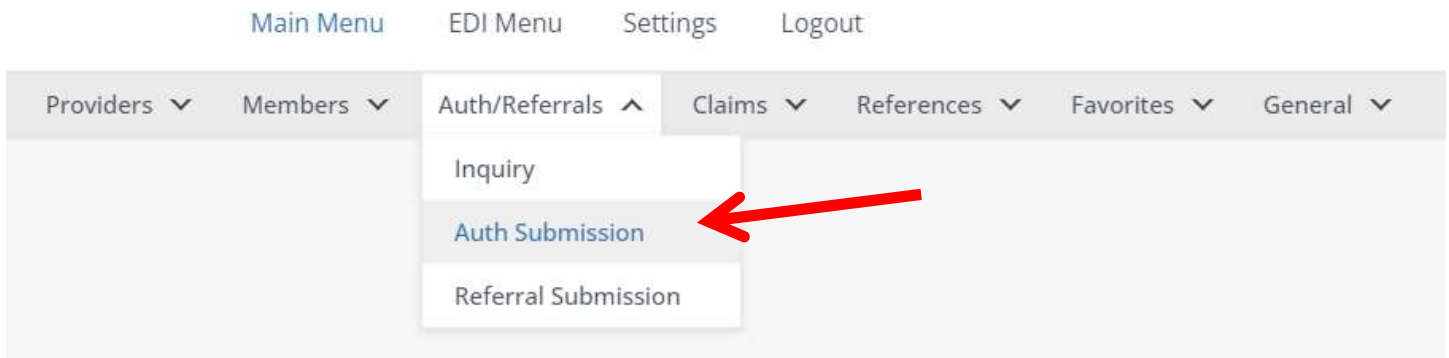 Main Menu EDI Menu Settings Logout
Providers Members Auth/Referrals Claims References Favorites General
Inquiry
Auth Submission
Referral Submission